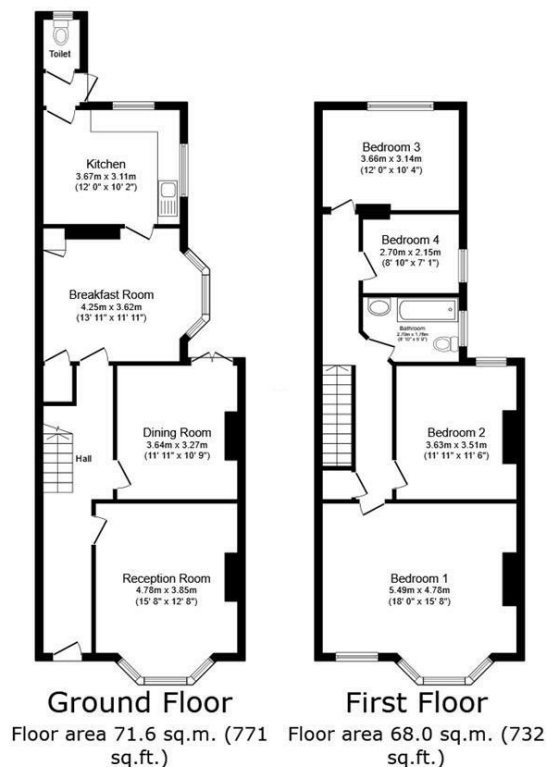 Toilet
Kitchen
3.67m x 3.11m
(12' 0" x 10' 2")
Breakfast Room
4.25m x 3.62m
(13' 11" x 11' 11")
Dining Room
3.64m x 3.27m
(11' 11" x 10' 9")
Hall
Reception Room
4.78m x 3.85m
(15' 8" x 12' 8")
Ground Floor
Floor area 71.6 sq.m. (771
sq.ft.)
Bedroom 3
3.66m x 3.14m
(12' 0" x 10' 4")
Bedroom 4
2.70m x 2.15m
(8' 10" x 7' 1")
Bathroom
Bedroom 2
3.63m x 3.51m
(11' 11" x 11' 6")
Bedroom 1
5.49m x 4.78m
(18' 0" x 15' 8")
First Floor
Floor area 68.0 sq.m. (732
sq.ft.)